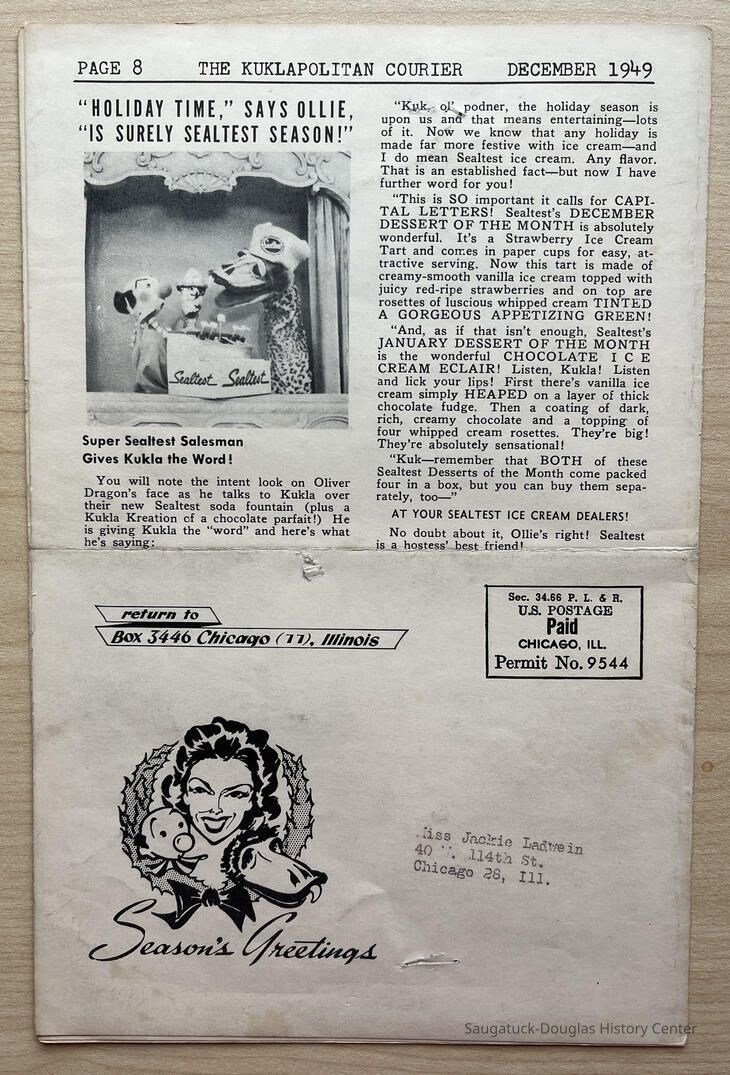 PAGE 8 THE KUKLAPOLITAN COURIER DECEMBER 1949
“HOLIDAY TIME,” SAYS OLLIE,
“IS SURELY SEALTEST SEASON!”
Sealtest Sealtest
Super Sealtest Salesman
Gives Kukla the Word!
You will note the intent look on Oliver
Dragon’s face as he talks to Kukla over
their new Sealtest soda fountain (plus a
Kukla Kreation of a chocolate parfait!) He
is giving Kukla the “word” and here’s what
he’s saying:
“Kuk, ol’ podner, the holiday season is
upon us and that means entertaining—lots
of it. Now we know that any holiday is
made far more festive with ice cream—and
I do mean Sealtest ice cream. Any flavor.
That is an established fact—but now I have
further word for you!
“This is SO important it calls for CAPI-
TAL LETTERS! Sealtest’s DECEMBER
DESSERT OF THE MONTH is absolutely
wonderful. It’s a Strawberry Ice Cream
Tart and comes in paper cups for easy, at-
tractive serving. Now this tart is made of
creamy-smooth vanilla ice cream topped with
juicy red-ripe strawberries and on top are
rosettes of luscious whipped cream TINTED
A GORGEOUS APPETIZING GREEN!
“And, as if that isn’t enough, Sealtest’s
JANUARY DESSERT OF THE MONTH
is the wonderful CHOCOLATE I C E
CREAM ECLAIR! Listen, Kukla! Listen
and lick your lips! First there’s vanilla ice
cream simply HEAPED on a layer of thick
chocolate fudge. Then a coating of dark,
rich, creamy chocolate and a topping of
four whipped cream rosettes. They’re big!
They’re absolutely sensational!
“Kuk—remember that BOTH of these
Sealtest Desserts of the Month come packed
four in a box, but you can buy them sepa-
rately, too—”
AT YOUR SEALTEST ICE CREAM DEALERS!
No doubt about it, Ollie’s right! Sealtest
is a hostess’ best friend!
return to
Box 3446 Chicago (11), Illinois
Sec. 34.66 P. L. & R.
U.S. POSTAGE
Paid
CHICAGO, ILL.
Permit No. 9544
Miss Jackie Ladwein
40 114th St.
Chicago 28, Ill.
Season's Greetings
Saugatuck-Douglas History Center